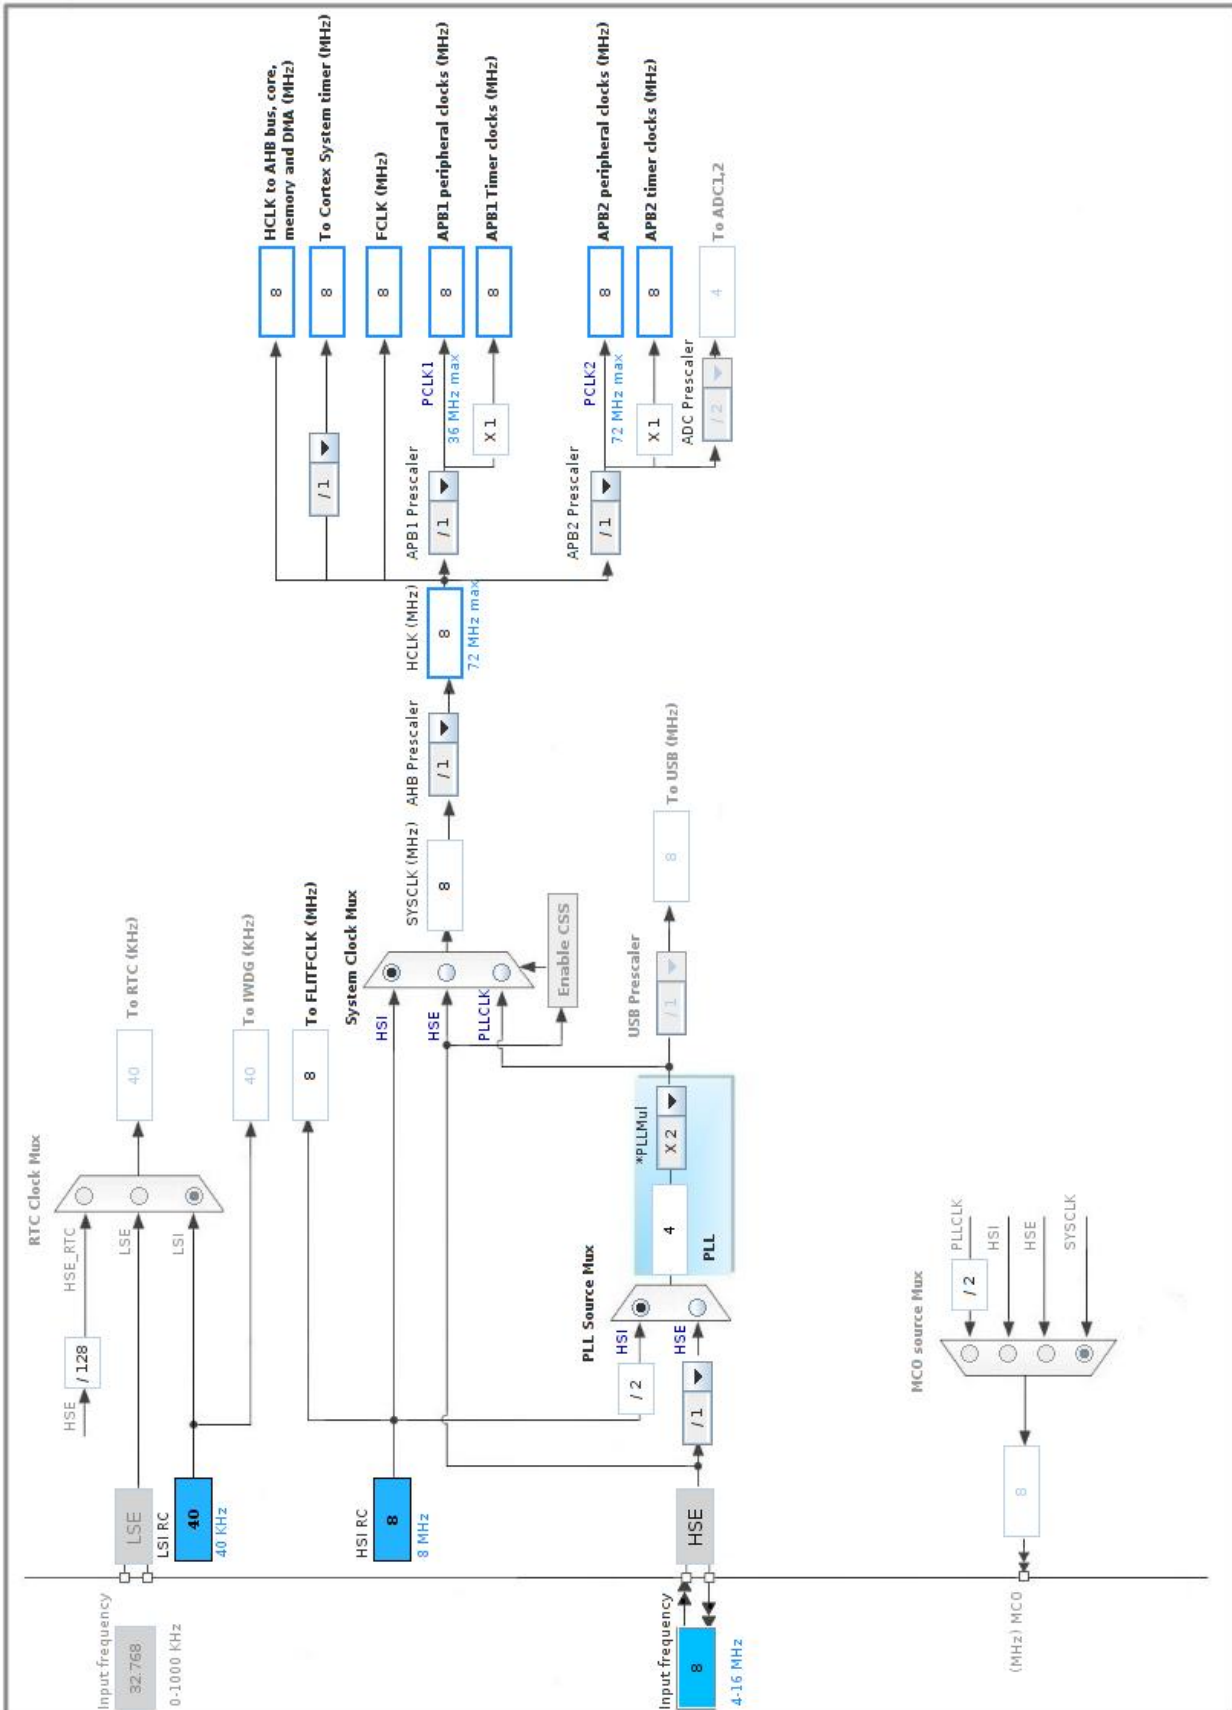 RTC Clock Mux
HSE
/ 128
HSE_RTC
LSE
LSI
To RTC (KHz)
40
Input frequency
32.768
0-1000 KHz
LSE
LSI RC
40
40 KHz
To IWDG (KHz)
40
To FLITFCLK (MHz)
8
HSI RC
8
8 MHz
System Clock Mux
HSI
HSE
PLLCLK
Enable CSS
SYSCLK (MHz)
8
AHB Prescaler
/ 1
HCLK (MHz)
8
72 MHz max
8
HCLK to AHB bus, core,
memory and DMA (MHz)
/ 1
8
To Cortex System timer (MHz)
8
FCLK (MHz)
APB1 Prescaler
/ 1
PCLK1
36 MHz max
8
APB1 peripheral clocks (MHz)
X 1
8
APB1 Timer clocks (MHz)
APB2 Prescaler
/ 1
PCLK2
72 MHz max
8
APB2 peripheral clocks (MHz)
X 1
8
APB2 timer clocks (MHz)
ADC Prescaler
/ 2
4
To ADC1,2
PLL Source Mux
HSI
/ 2
HSE
/ 1
4
*PLLMul
X 2
PLL
USB Prescaler
/ 1
8
To USB (MHz)
Input frequency
8
4-16 MHz
HSE
MCO source Mux
PLLCLK
/ 2
HSI
HSE
SYSCLK
8
(MHz) MCO